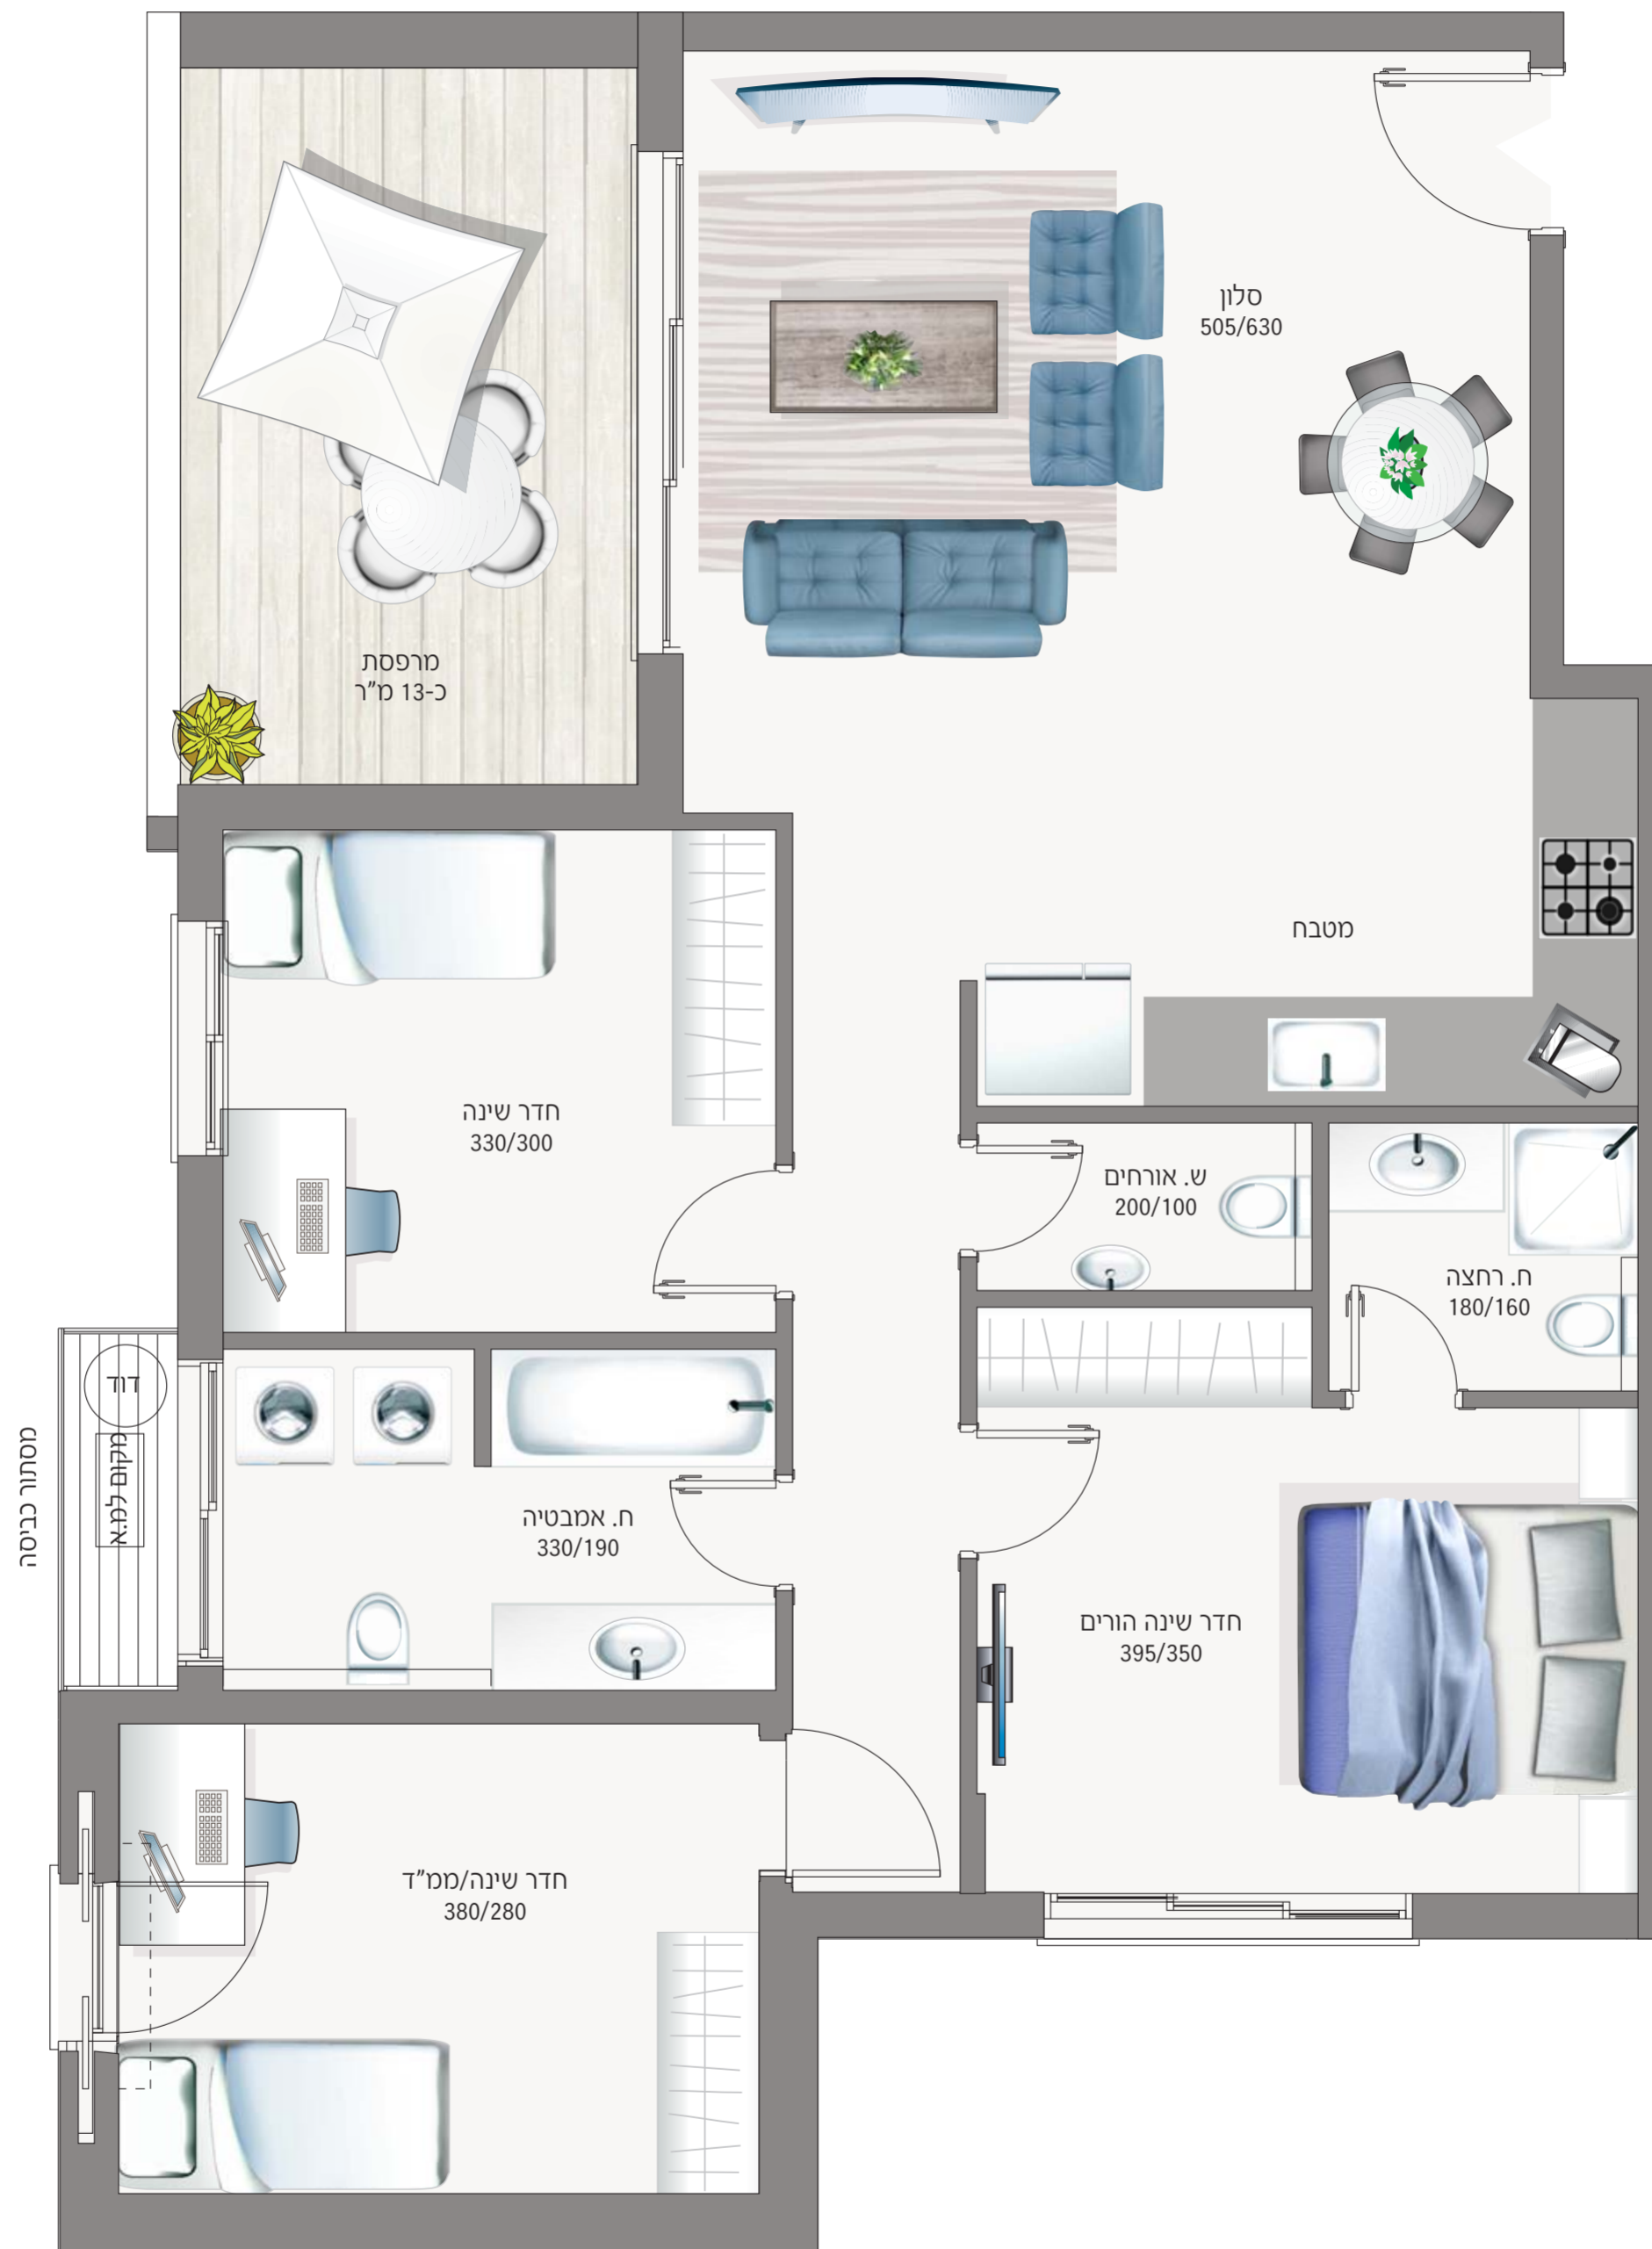 סלון
505/630
מרפסת
כ-13 מ"ר
מטבח
חדר שינה
330/300
ש. אורחים
200/100
ח. רחצה
180/160
דוד
מקום למ.א
מסתור כביסה
ח. אמבטיה
330/190
חדר שינה הורים
395/350
חדר שינה/ממ"ד
380/280